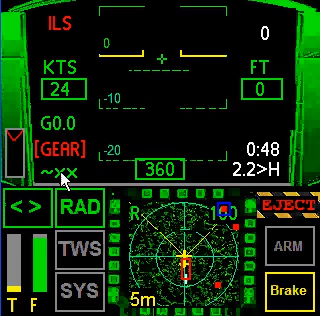 ILS
0
0
KTS
FT
24
0
-10
G0.0
[GEAR]
-20
0:48
~xx
360
2.2>H
< >
RAD
R
100
EJECT
TWS
ARM
SYS
Brake
T F
5m